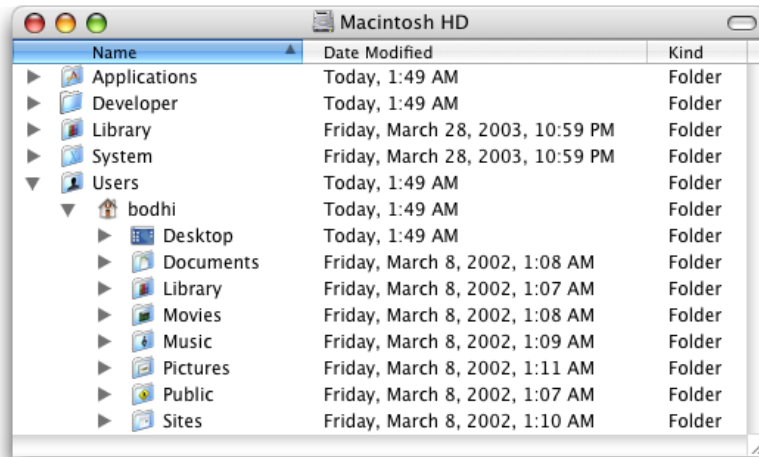 Macintosh HD
Name Date Modified Kind
Applications Today, 1:49 AM Folder
Developer Today, 1:49 AM Folder
Library Friday, March 28, 2003, 10:59 PM Folder
System Friday, March 28, 2003, 10:59 PM Folder
Users Today, 1:49 AM Folder
bodhi Today, 1:49 AM Folder
Desktop Today, 1:49 AM Folder
Documents Friday, March 8, 2002, 1:08 AM Folder
Library Friday, March 8, 2002, 1:07 AM Folder
Movies Friday, March 8, 2002, 1:08 AM Folder
Music Friday, March 8, 2002, 1:09 AM Folder
Pictures Friday, March 8, 2002, 1:11 AM Folder
Public Friday, March 8, 2002, 1:07 AM Folder
Sites Friday, March 8, 2002, 1:10 AM Folder